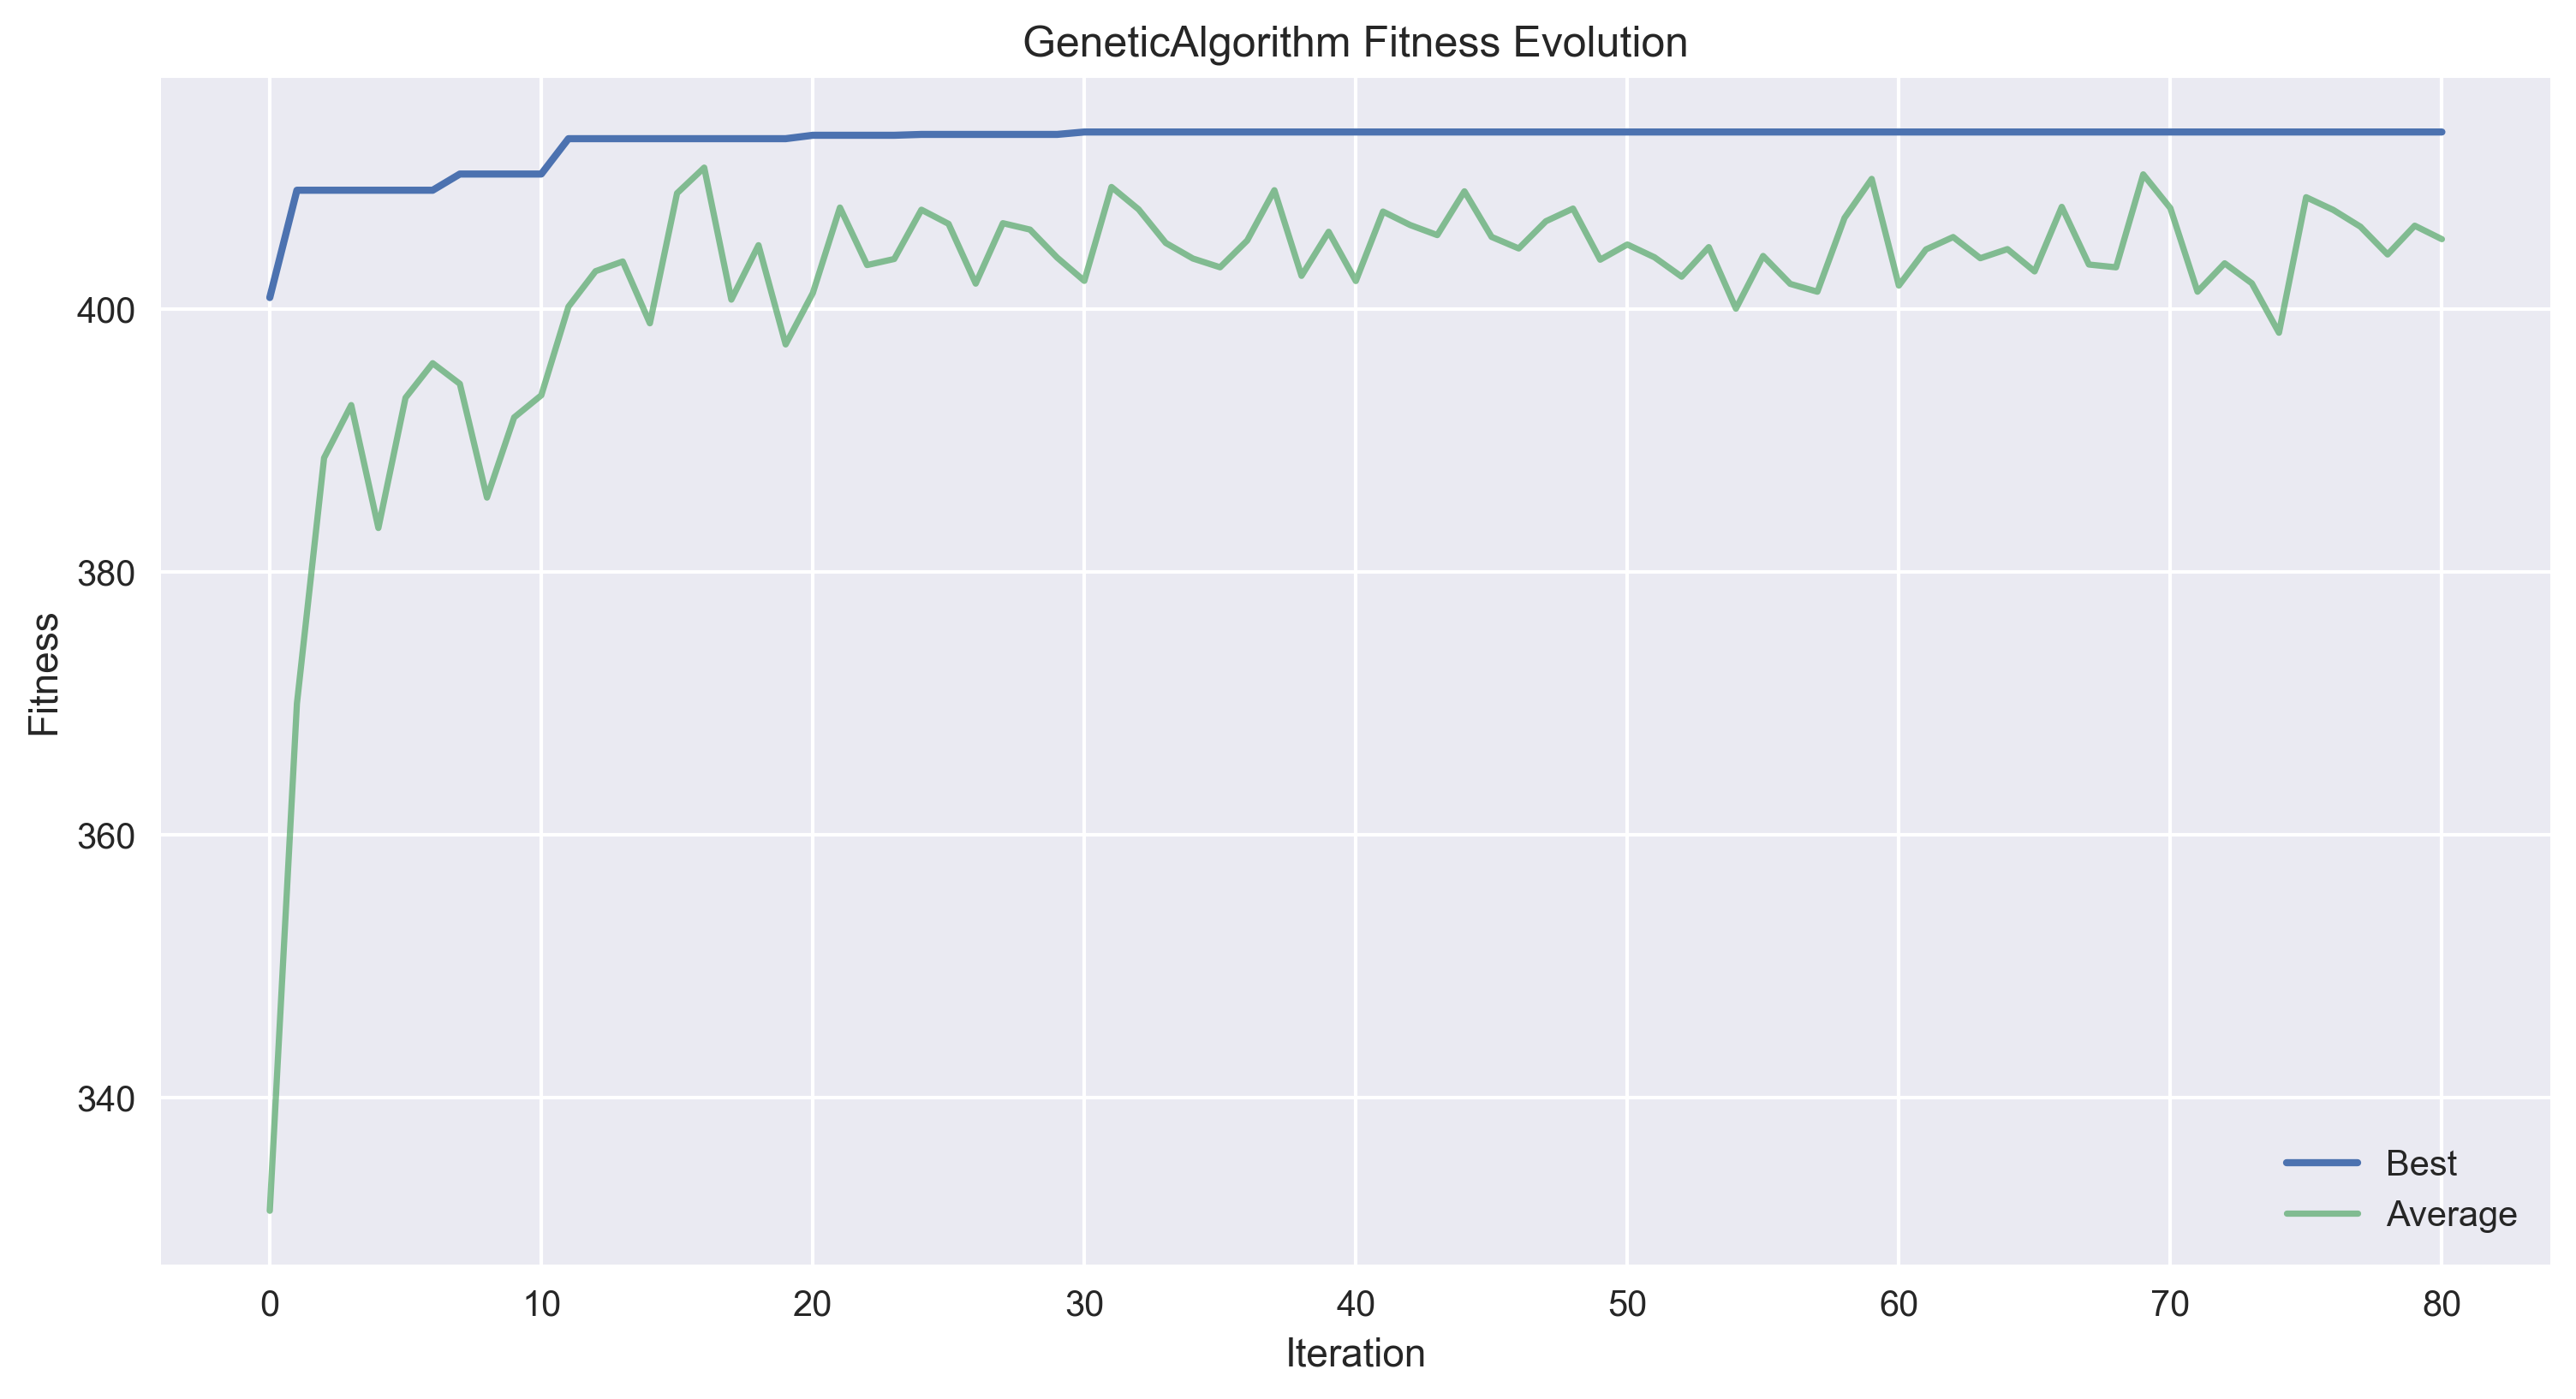 GeneticAlgorithm Fitness Evolution
Fitness
400
380
360
340
Best
Average
0 10 20 30 40 50 60 70 80
Iteration